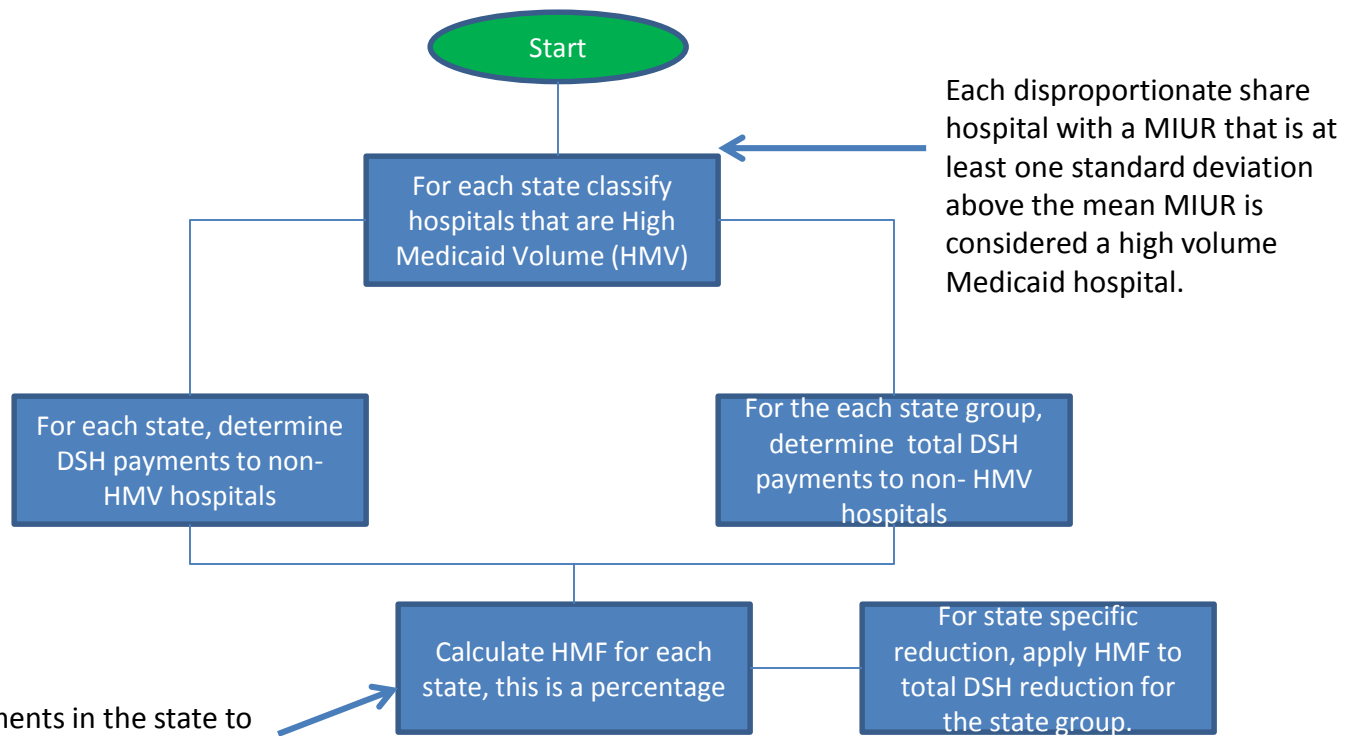 Start
Each disproportionate share
hospital with a MIUR that is at
least one standard deviation
above the mean MIUR is
considered a high volume
Medicaid hospital.
For each state classify
hospitals that are High
Medicaid Volume (HMV)
For each state, determine
DSH payments to non-
HMV hospitals
For the each state group,
determine total DSH
payments to non- HMV
hospitals
Calculate HMF for each
state, this is a percentage
For state specific
reduction, apply HMF to
total DSH reduction for
the state group.
in the state to